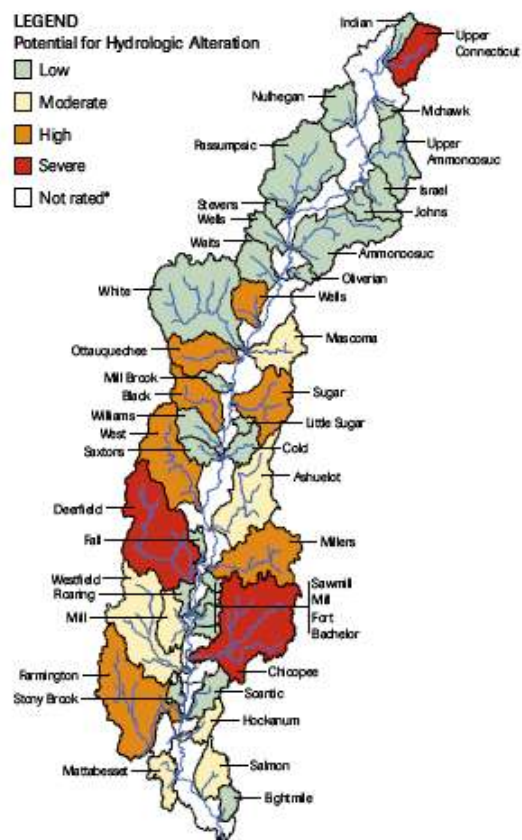 LEGEND
Potential for Hydrologic Alteration
Low
Moderate
High
Severe
Not rated*
Indian
Upper
Connecticut
Nulhegan
Mohawk
Passumpsic
Upper
Ammonoosuc
Israel
Stevens
Johns
Wells
Waits
Ammonoosuc
Oliverian
White
Wells
Mascoma
Ottauquechee
Mill Brook
Sugar
Black
Williams
Little Sugar
West
Saxtons
Cold
Ashuelot
Deerfield
Fall
Millers
Westfield
Roaring
Sawmill
Mill
Mill
Fort
Bachelor
Farmington
Chicopee
Stony Brook
Scantic
Hockanum
Mattabesset
Salmon
Eightmile